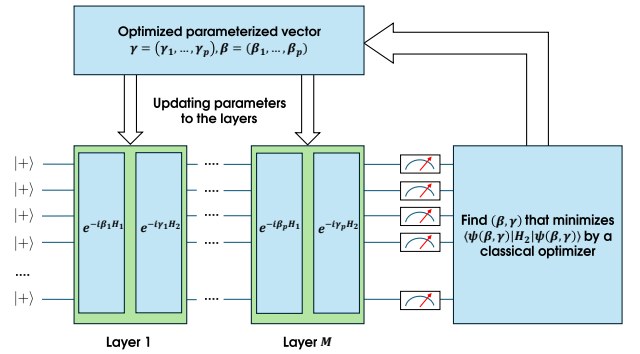 Optimized parameterized vector
γ = (γ₁, …, γₚ), β = (β₁, …, βₚ)
Updating parameters
to the layers
|+⟩
....
....
|+⟩
|+⟩
|+⟩
e^{-iβ₁H₁} e^{-iγ₁H₂}
e^{-iβₚH₁} e^{-iγₚH₂}
Find (β, γ) that minimizes
⟨ψ(β, γ)|H₂|ψ(β, γ)⟩ by a
classical optimizer
....
|+⟩
....
Layer 1
Layer M